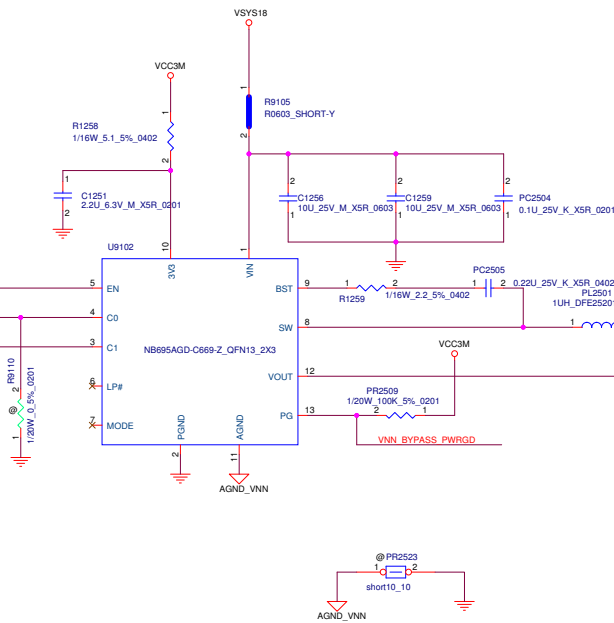 VSYS18
VCC3M
1
R9105
R0603_SHORT-Y
2
1
R1258
1/16W_5.1_5%_0402
2
1
C1251
2.2U_6.3V_M_X5R_0201
2
2
C1256
10U_25V_M_X5R_0603
1
2
C1259
10U_25V_M_X5R_0603
1
2
PC2504
0.1U_25V_K_X5R_0201
1
U9102
10
1
3V3
VIN
5
EN
4
C0
3
C1
6
LP#
7
MODE
NB695AGD-C669-Z_QFN13_2X3
BST
9
SW
8
VOUT
12
PG
13
PGND
AGND
2
11
AGND_VNN
1
2
R1259
1/16W_2.2_5%_0402
PC2505
1
2
0.22U_25V_K_X5R_0402
PL2501
1UH_DFE25201
1
VCC3M
PR2509
1/20W_100K_5%_0201
2
1
VNN_BYPASS_PWRGD
R9110
2
@
1
1/20W_0_5%_0201
@PR2523
1
2
short10_10
AGND_VNN